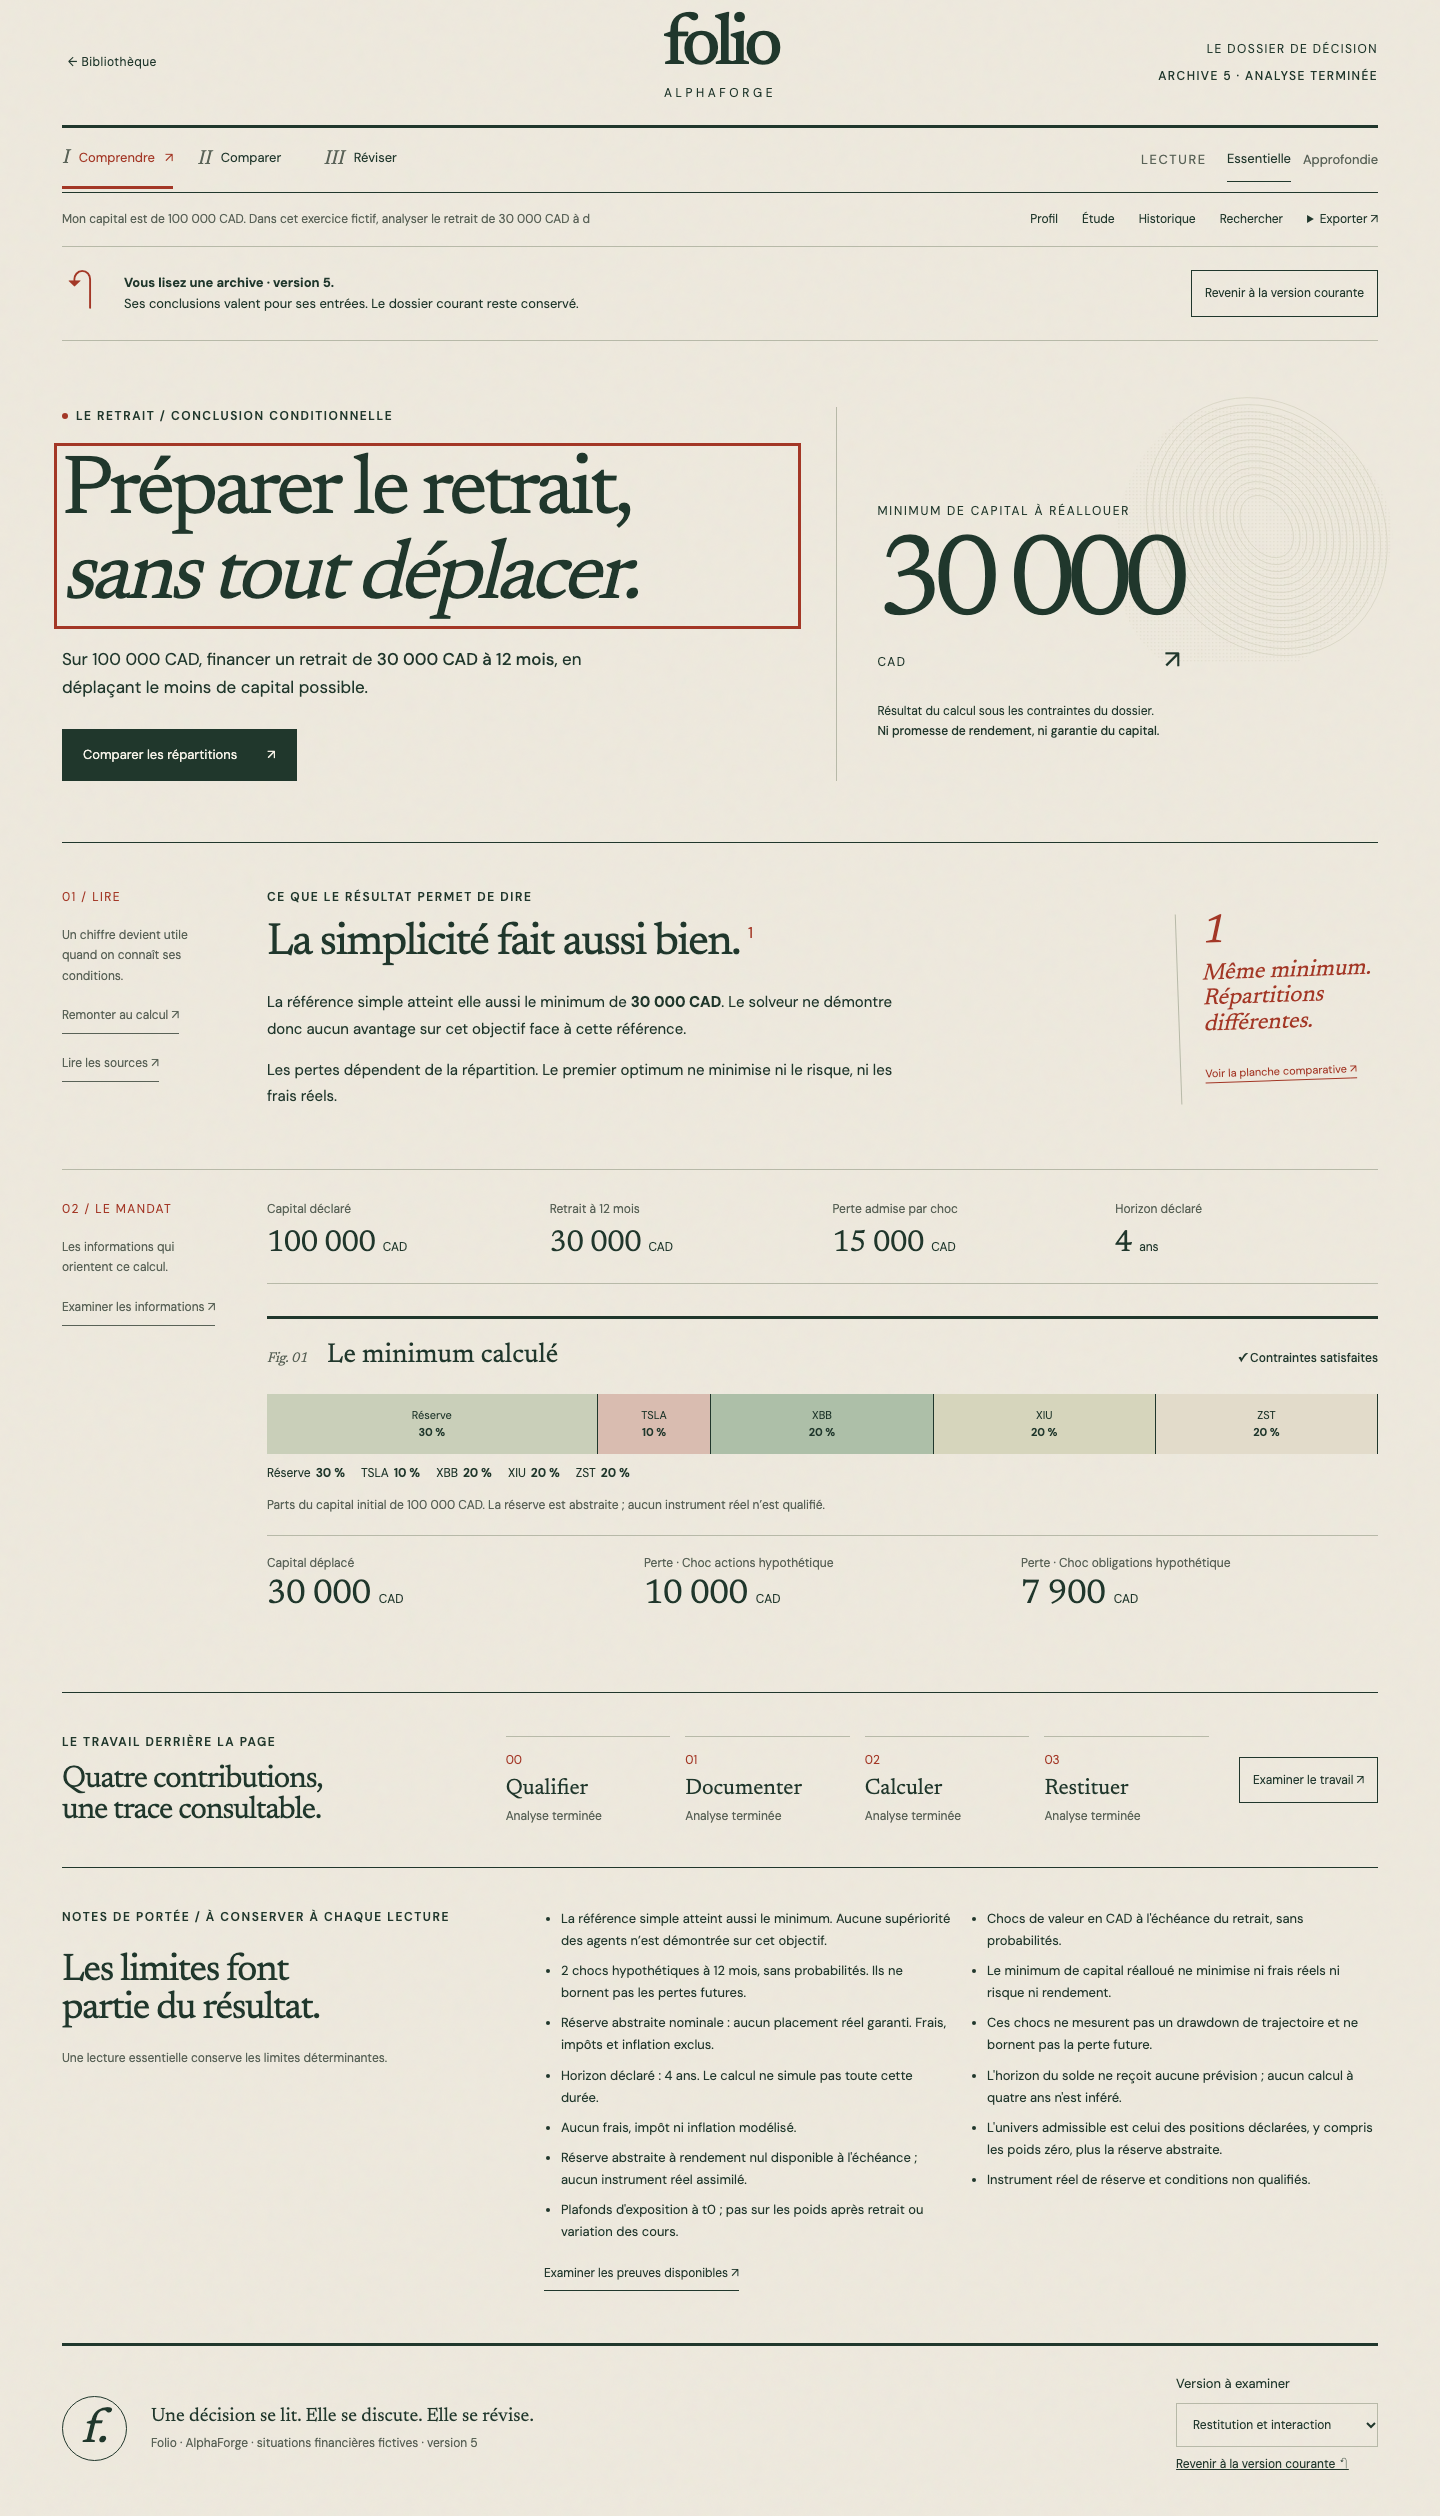 ← Bibliothèque
folio
ALPHAFORGE
LE DOSSIER DE DÉCISION
ARCHIVE 5 · ANALYSE TERMINÉE
I Comprendre ↗ II Comparer III Réviser
LECTURE Essentielle Approfondie
Mon capital est de 100 000 CAD. Dans cet exercice fictif, analyser le retrait de 30 000 CAD à d
Profil Étude Historique Rechercher ▶ Exporter ↗
Vous lisez une archive · version 5.
Ses conclusions valent pour ses entrées. Le dossier courant reste conservé.
Revenir à la version courante
LE RETRAIT / CONCLUSION CONDITIONNELLE
Préparer le retrait,
sans tout déplacer.
Sur 100 000 CAD, financer un retrait de 30 000 CAD à 12 mois, en
déplaçant le moins de capital possible.
Comparer les répartitions ↗
MINIMUM DE CAPITAL À RÉALLOUER
30 000
CAD ↗
Résultat du calcul sous les contraintes du dossier.
Ni promesse de rendement, ni garantie du capital.
01 / LIRE
Un chiffre devient utile
quand on connaît ses
conditions.
Remonter au calcul ↗
Lire les sources ↗
CE QUE LE RÉSULTAT PERMET DE DIRE
La simplicité fait aussi bien. 1
La référence simple atteint elle aussi le minimum de 30 000 CAD. Le solveur ne démontre
donc aucun avantage sur cet objectif face à cette référence.
Les pertes dépendent de la répartition. Le premier optimum ne minimise ni le risque, ni les
frais réels.
1
Même minimum.
Répartitions
différentes.
Voir la planche comparative ↗
02 / LE MANDAT
Les informations qui
orientent ce calcul.
Examiner les informations ↗
Capital déclaré
100 000 CAD
Retrait à 12 mois
30 000 CAD
Perte admise par choc
15 000 CAD
Horizon déclaré
4 ans
Fig. 01 Le minimum calculé
✓ Contraintes satisfaites
Réserve
30 %
TSLA
10 %
XBB
20 %
XIU
20 %
ZST
20 %
Réserve 30 % TSLA 10 % XBB 20 % XIU 20 % ZST 20 %
Parts du capital initial de 100 000 CAD. La réserve est abstraite ; aucun instrument réel n’est qualifié.
Capital déplacé
30 000 CAD
Perte · Choc actions hypothétique
10 000 CAD
Perte · Choc obligations hypothétique
7 900 CAD
LE TRAVAIL DERRIÈRE LA PAGE
Quatre contributions,
une trace consultable.
00
Qualifier
Analyse terminée
01
Documenter
Analyse terminée
02
Calculer
Analyse terminée
03
Restituer
Analyse terminée
Examiner le travail ↗
NOTES DE PORTÉE / À CONSERVER À CHAQUE LECTURE
Les limites font
partie du résultat.
Une lecture essentielle conserve les limites déterminantes.
• La référence simple atteint aussi le minimum. Aucune supériorité
des agents n’est démontrée sur cet objectif.
• 2 chocs hypothétiques à 12 mois, sans probabilités. Ils ne
bornent pas les pertes futures.
• Réserve abstraite nominale : aucun placement réel garanti. Frais,
impôts et inflation exclus.
• Horizon déclaré : 4 ans. Le calcul ne simule pas toute cette
durée.
• Aucun frais, impôt ni inflation modélisé.
• Réserve abstraite à rendement nul disponible à l'échéance ;
aucun instrument réel assimilé.
• Plafonds d'exposition à t0 ; pas sur les poids après retrait ou
variation des cours.
• Chocs de valeur en CAD à l'échéance du retrait, sans
probabilités.
• Le minimum de capital réalloué ne minimise ni frais réels ni
risque ni rendement.
• Ces chocs ne mesurent pas un drawdown de trajectoire et ne
bornent pas la perte future.
• L'horizon du solde ne reçoit aucune prévision ; aucun calcul à
quatre ans n'est inféré.
• L'univers admissible est celui des positions déclarées, y compris
les poids zéro, plus la réserve abstraite.
• Instrument réel de réserve et conditions non qualifiés.
Examiner les preuves disponibles ↗
f.
Une décision se lit. Elle se discute. Elle se révise.
Folio · AlphaForge · situations financières fictives · version 5
Version à examiner
Restitution et interaction
Revenir à la version courante